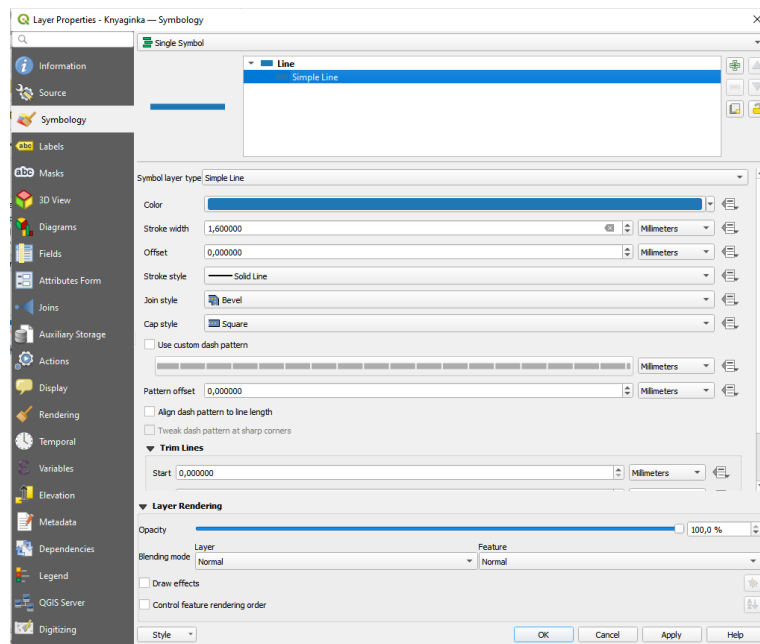 Layer Properties - Knyaginka — Symbology
Single Symbol
Information
Source
Symbology
Labels
Masks
3D View
Diagrams
Fields
Attributes Form
Joins
Auxiliary Storage
Actions
Display
Rendering
Temporal
Variables
Elevation
Metadata
Dependencies
Legend
QGIS Server
Digitizing
abc
abc
Line
Simple Line
Symbol layer type Simple Line
Color
Stroke width 1,600000 Millimeters
Offset 0,000000 Millimeters
Stroke style Solid Line
Join style Bevel
Cap style Square
Use custom dash pattern
Millimeters
Pattern offset 0,000000 Millimeters
Align dash pattern to line length
Tweak dash pattern at sharp corners
Trim Lines
Start 0,000000 Millimeters
Layer Rendering
Opacity 100,0 %
Layer Feature
Blending mode Normal Normal
Draw effects
Control feature rendering order
Style OK Cancel Apply Help